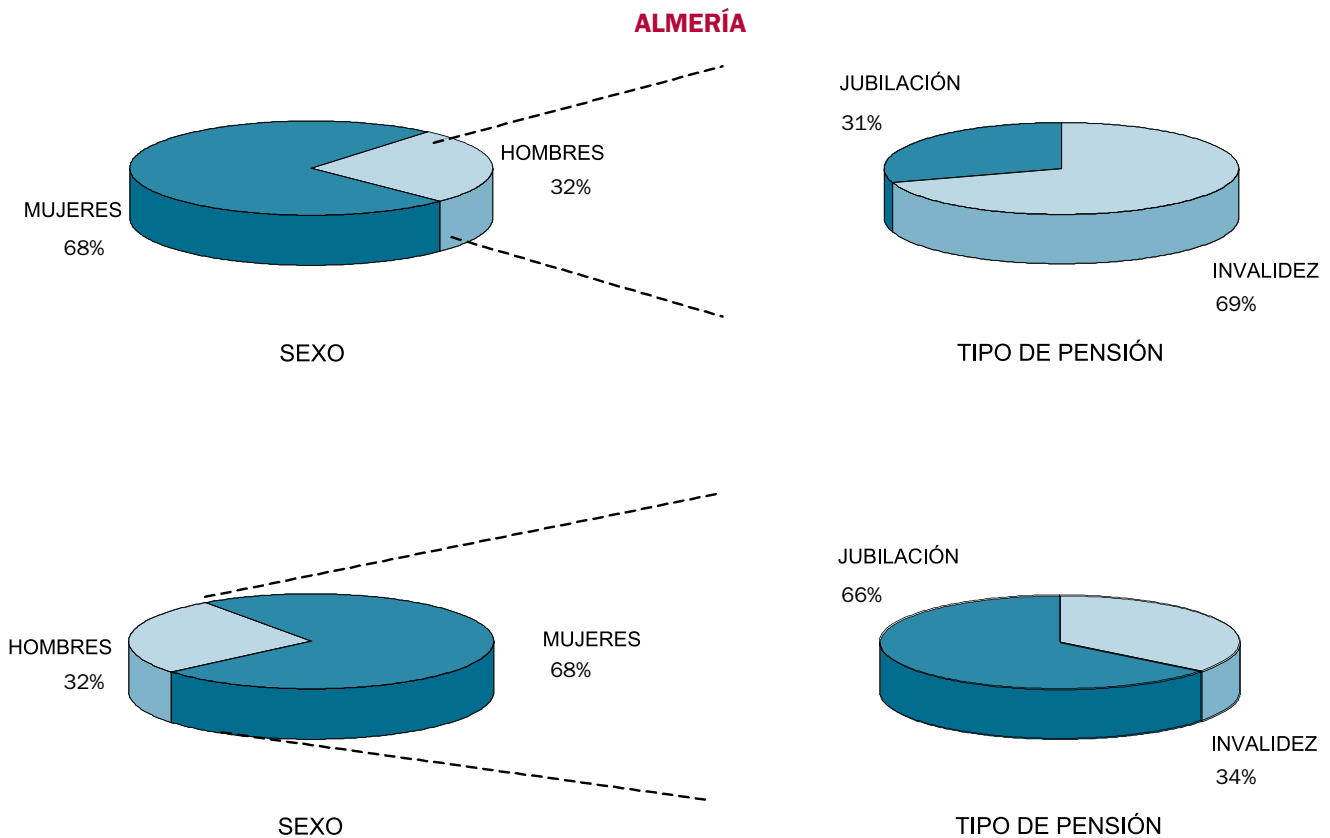 ALMERÍA
JUBILACIÓN
31%
HOMBRES
32%
MUJERES
68%
INVALIDEZ
69%
SEXO
TIPO DE PENSIÓN
JUBILACIÓN
66%
HOMBRES
32%
MUJERES
68%
INVALIDEZ
34%
SEXO
TIPO DE PENSIÓN